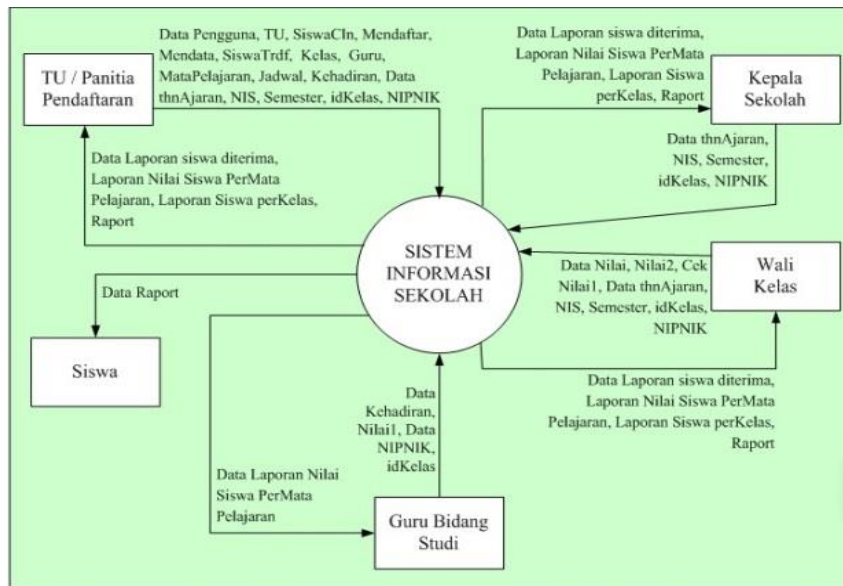 TU / Panitia
Pendaftaran
Data Pengguna, TU, SiswaCln, Mendaftar,
Mendata, SiswaTrdf, Kelas, Guru,
MataPelajaran, Jadwal, Kehadiran, Data
thnAjaran, NIS, Semester, idKelas, NIPNIK
Data Laporan siswa diterima,
Laporan Nilai Siswa PerMata
Pelajaran, Laporan Siswa
perKelas, Raport
Kepala
Sekolah
Data thnAjaran,
NIS, Semester,
idKelas, NIPNIK
Data Laporan siswa diterima,
Laporan Nilai Siswa PerMata
Pelajaran, Laporan Siswa perKelas,
Raport
SISTEM
INFORMASI
SEKOLAH
Data Nilai, Nilai2, Cek
Nilai1, Data thnAjaran,
NIS, Semester, idKelas,
NIPNIK
Wali
Kelas
Data Raport
Siswa
Data Laporan siswa diterima,
Laporan Nilai Siswa PerMata
Pelajaran, Laporan Siswa perKelas,
Raport
Data
Kehadiran,
Nilai1, Data
NIPNIK,
idKelas
Data Laporan Nilai
Siswa PerMata
Pelajaran
Guru Bidang
Studi